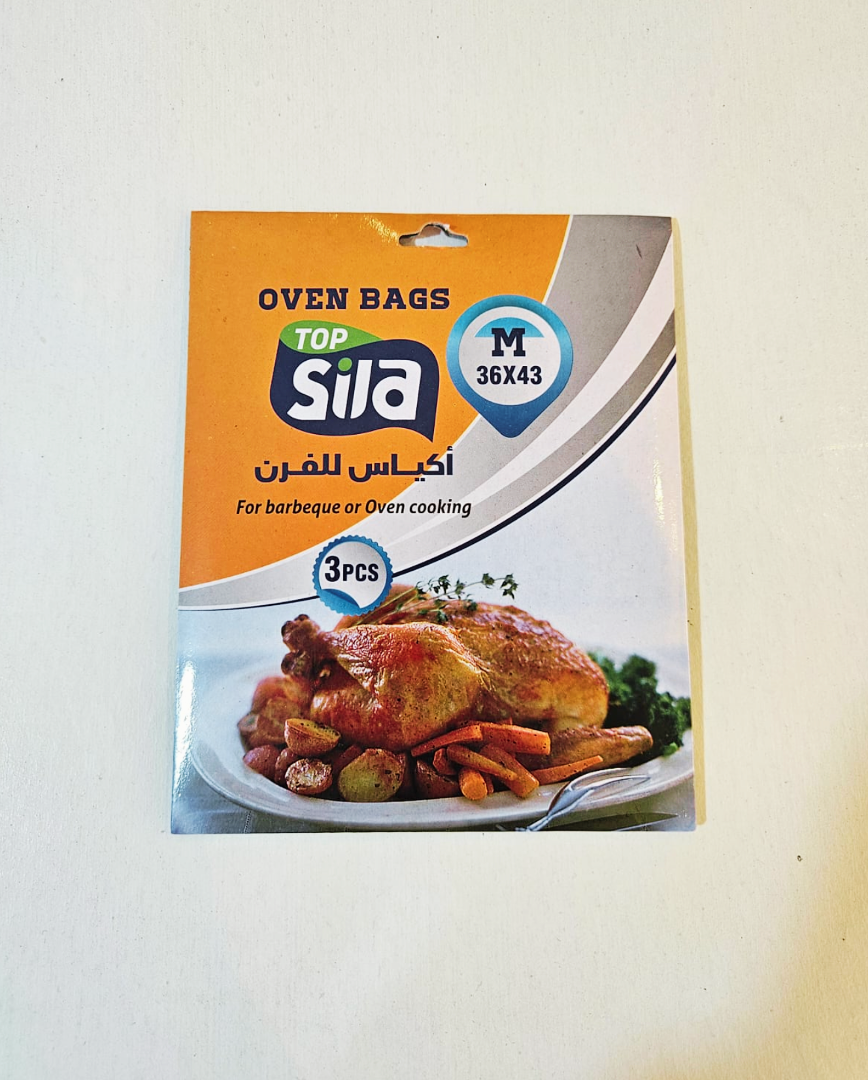 OVEN BAGS
TOP
Sila
M
36X43
أكياس للفرن
For barbeque or Oven cooking
3PCS